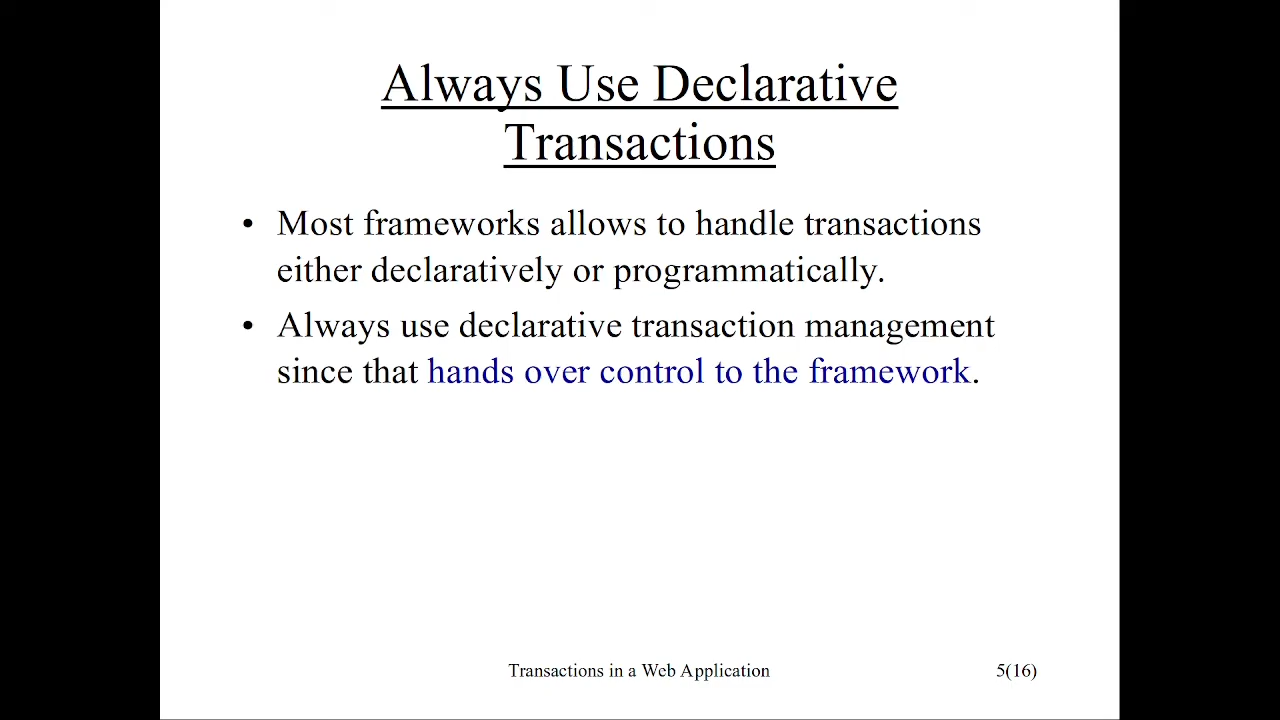 Always Use Declarative
Transactions
• Most frameworks allows to handle transactions
either declaratively or programmatically.
• Always use declarative transaction management
since that hands over control to the framework.
Transactions in a Web Application
5(16)